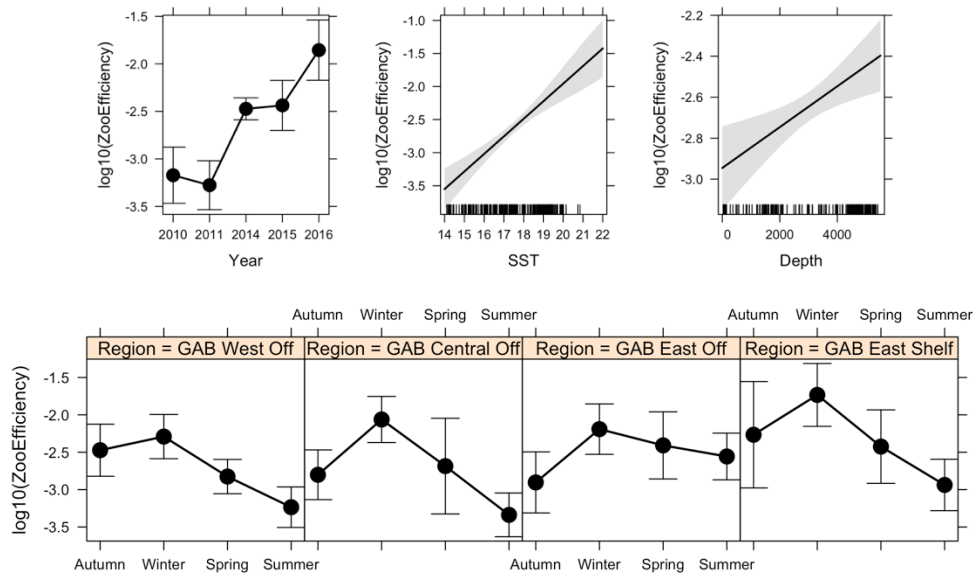 -1.5
-2.0
-2.5
-3.0
-3.5
log10(ZooEfficiency)
2010 2011 2014 2015 2016
Year
-1.0
-1.5
-2.0
-2.5
-3.0
-3.5
log10(ZooEfficiency)
14 15 16 17 18 19 20 21 22
SST
-2.2
-2.4
-2.6
-2.8
-3.0
log10(ZooEfficiency)
0 2000 4000
Depth
Autumn Winter Spring Summer Autumn Winter Spring Summer
Region = GAB West Off Region = GAB Central Off Region = GAB East Off Region = GAB East Shelf
-1.5
-2.0
-2.5
-3.0
-3.5
log10(ZooEfficiency)
Autumn Winter Spring Summer Autumn Winter Spring Summer